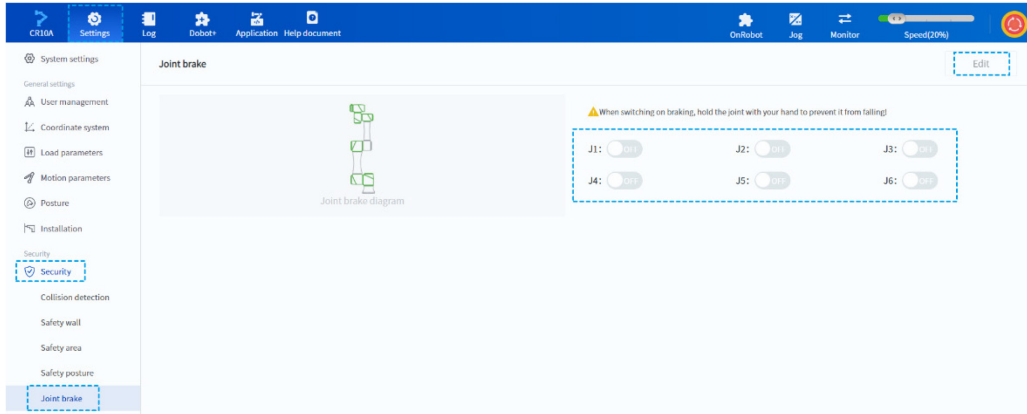 CR10A
Settings
Log
Dobot+
Application
Help document
OnRobot
Jog
Monitor
Speed(20%)
System settings
General settings
User management
Coordinate system
Load parameters
Motion parameters
Posture
Installation
Security
Security
Collision detection
Safety wall
Safety area
Safety posture
Joint brake
Joint brake
Edit
Joint brake diagram
When switching on braking, hold the joint with your hand to prevent it from falling!
J1: OFF
J2: OFF
J3: OFF
J4: OFF
J5: OFF
J6: OFF